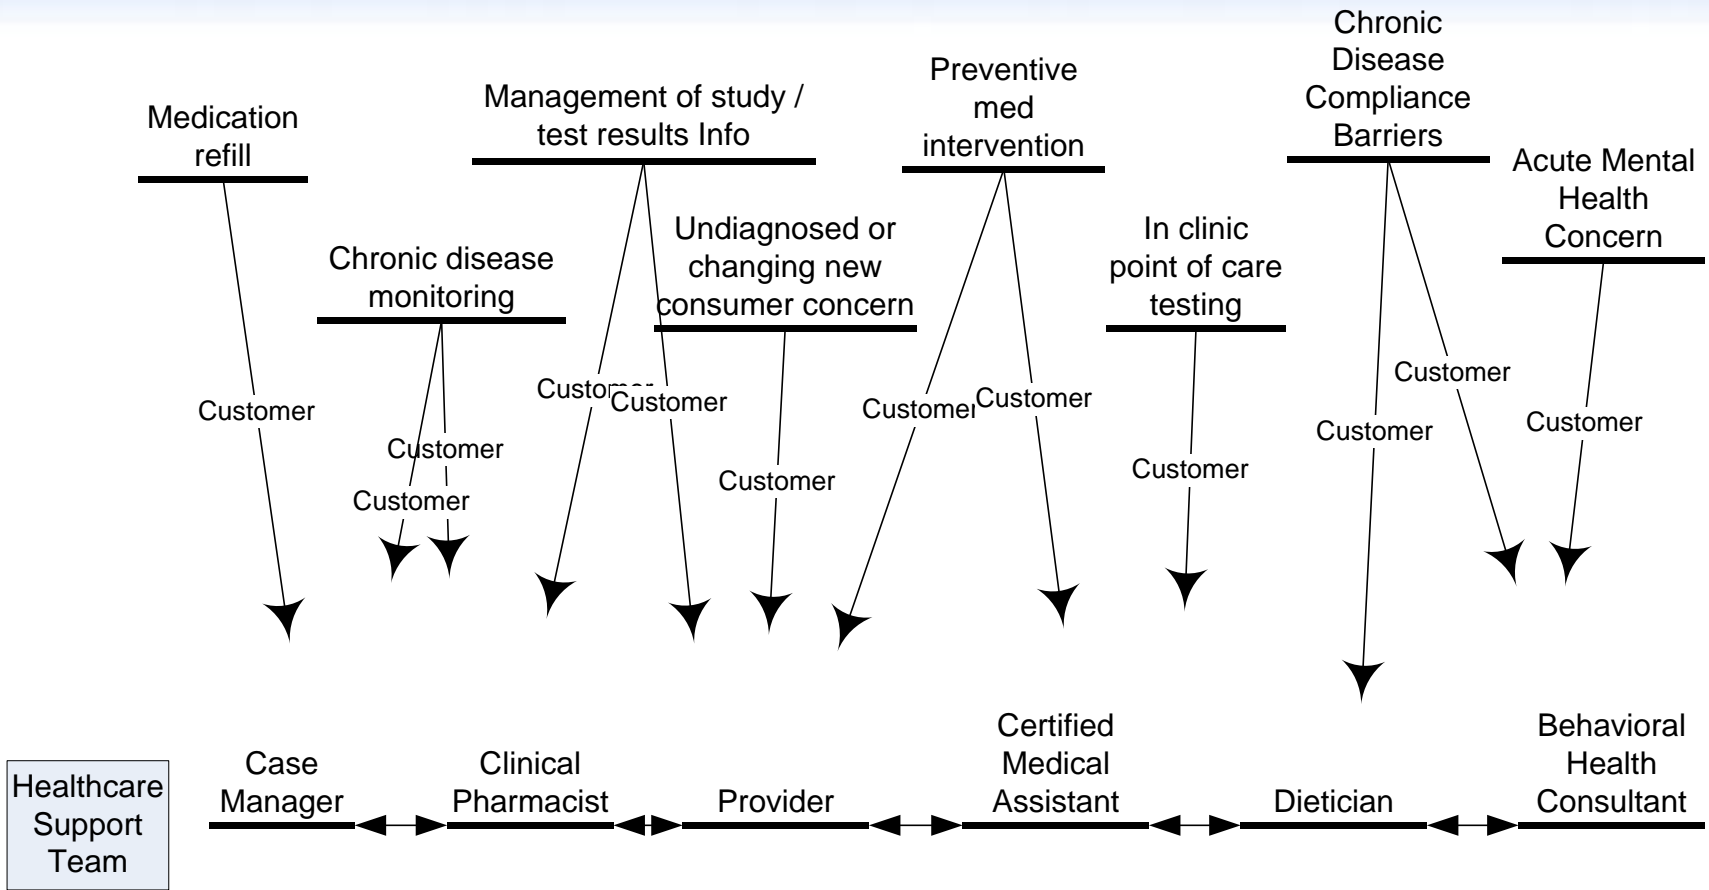 Medication
refill
Chronic disease
monitoring
Management of study /
test results Info
Undiagnosed or
changing new
consumer concern
Preventive
med
intervention
In clinic
point of care
testing
Chronic
Disease
Compliance
Barriers
Acute Mental
Health
Concern
Customer
Customer
Customer
Customer
Customer
Customer
Customer
Customer
Customer
Customer
Customer
Customer
Healthcare
Support
Team
Case
Manager
Clinical
Pharmacist
Provider
Certified
Medical
Assistant
Dietician
Behavioral
Health
Consultant